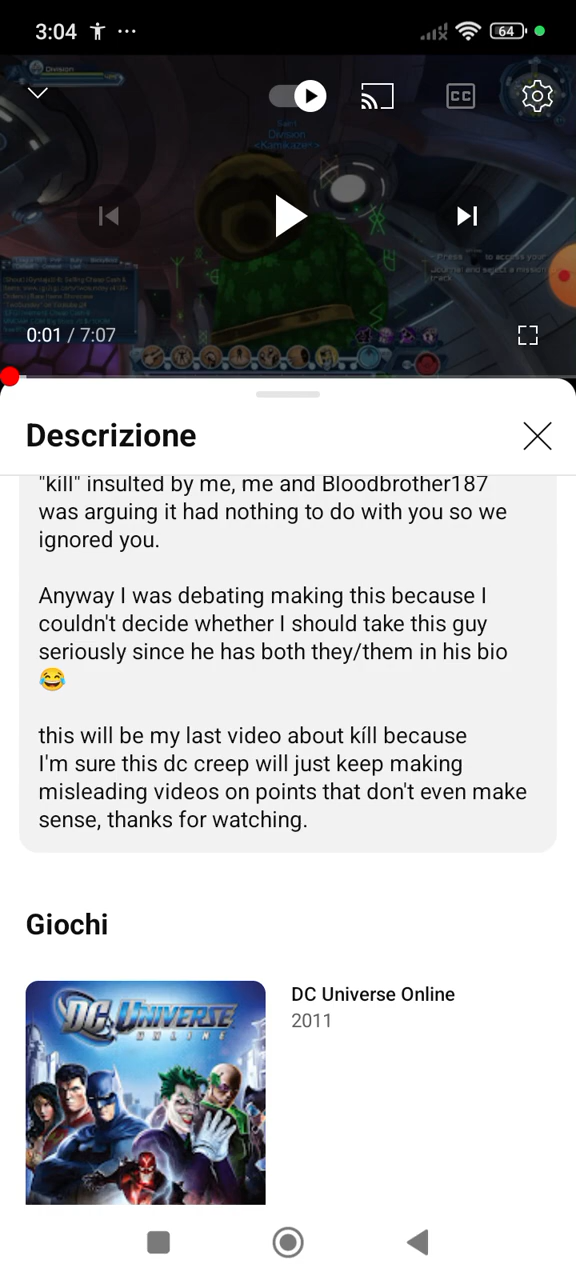 3:04
64
Division
CC
Division
<Kamikaze>
0:01 / 7:07
Descrizione
"kill" insulted by me, me and Bloodbrother187
was arguing it had nothing to do with you so we
ignored you.
Anyway I was debating making this because I
couldn't decide whether I should take this guy
seriously since he has both they/them in his bio
😂
this will be my last video about kíll because
I'm sure this dc creep will just keep making
misleading videos on points that don't even make
sense, thanks for watching.
Giochi
DC UNIVERSE
ONLINE
DC Universe Online
2011